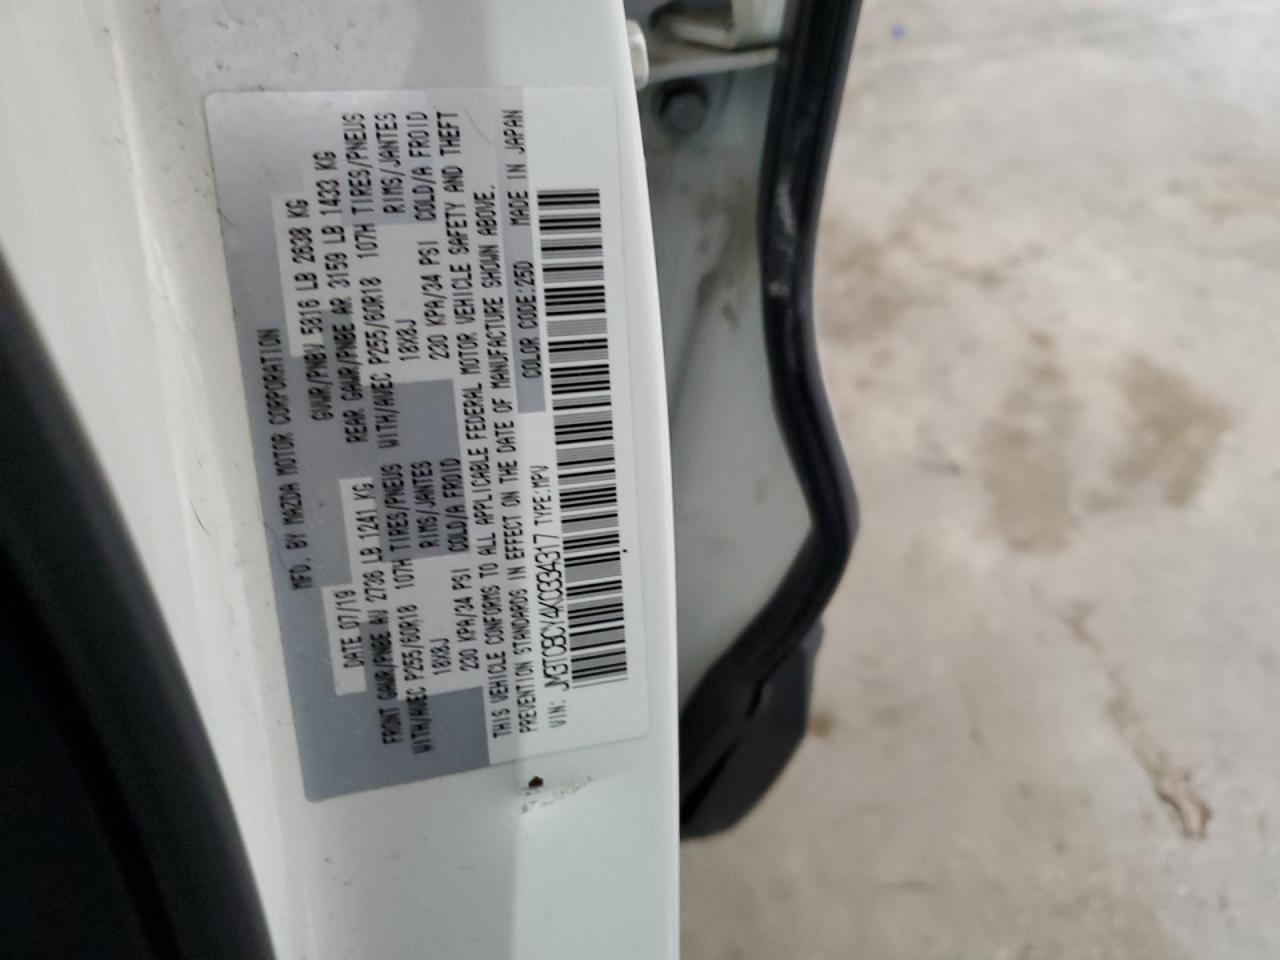 MFD. BY MAZDA MOTOR CORPORATION
DATE 07/19 GVWR/PNBV 5816 LB 2638 KG
FRONT GAWR/PNBE AV 2736 LB 1241 KG REAR GAWR/PNBE AR 3159 LB 1433 KG
WITH/AVEC P255/60R18 107H TIRES/PNEUS WITH/AVEC P255/60R18 107H TIRES/PNEUS
18X8J RIMS/JANTES 18X8J RIMS/JANTES
230 KPA/34 PSI COLD/A FROID 230 KPA/34 PSI COLD/A FROID
THIS VEHICLE CONFORMS TO ALL APPLICABLE FEDERAL MOTOR VEHICLE SAFETY AND THEFT
PREVENTION STANDARDS IN EFFECT ON THE DATE OF MANUFACTURE SHOWN ABOVE.
VIN: JM3TCBCY4K0334317 TYPE:MPV COLOR CODE:25D MADE IN JAPAN